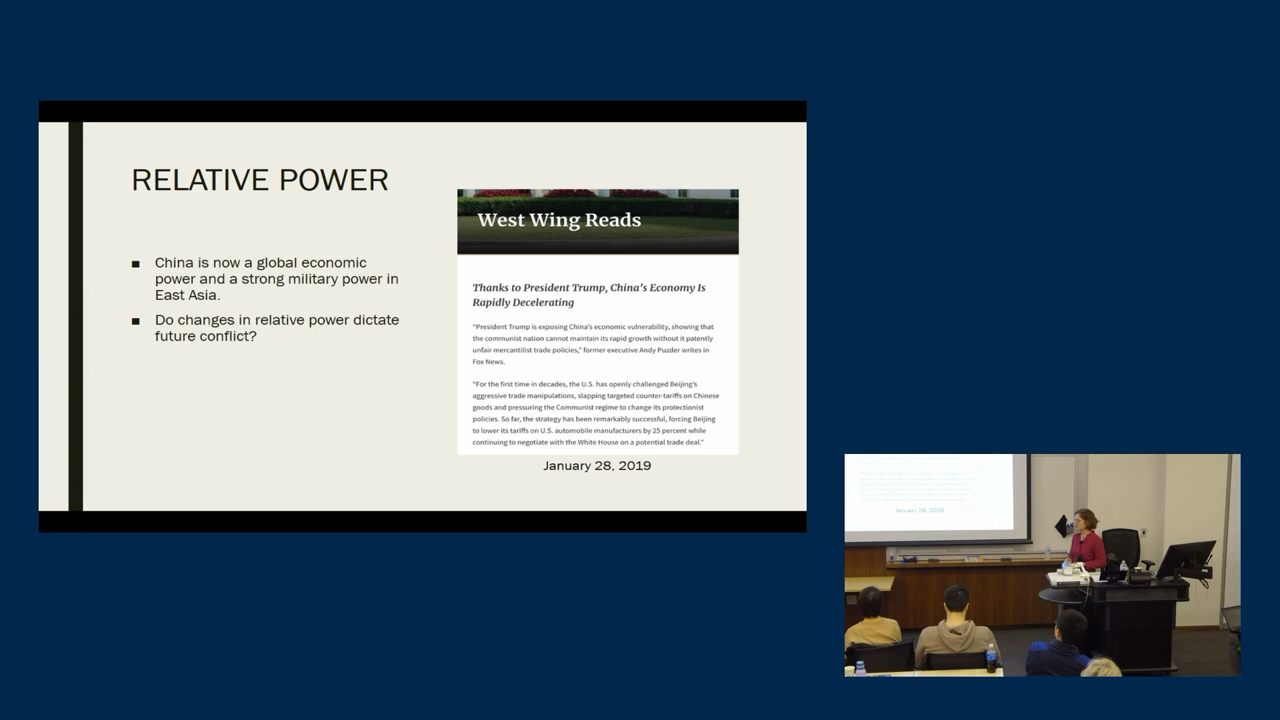 RELATIVE POWER
■ China is now a global economic
power and a strong military power in
East Asia.
■ Do changes in relative power dictate
future conflict?
West Wing Reads
Thanks to President Trump, China’s Economy Is
Rapidly Decelerating
“President Trump is exposing China’s economic vulnerability, showing that
the communist nation cannot maintain its rapid growth without it patently
unfair mercantilist trade policies,” former executive Andy Puzder writes in
Fox News.
“For the first time in decades, the U.S. has openly challenged Beijing’s
aggressive trade manipulations, slapping targeted counter-tariffs on Chinese
goods and pressuring the Communist regime to change its protectionist
policies. So far, the strategy has been remarkably successful, forcing Beijing
to lower its tariffs on U.S. automobile manufacturers by 25 percent while
continuing to negotiate with the White House on a potential trade deal.”
January 28, 2019
January 28, 2019